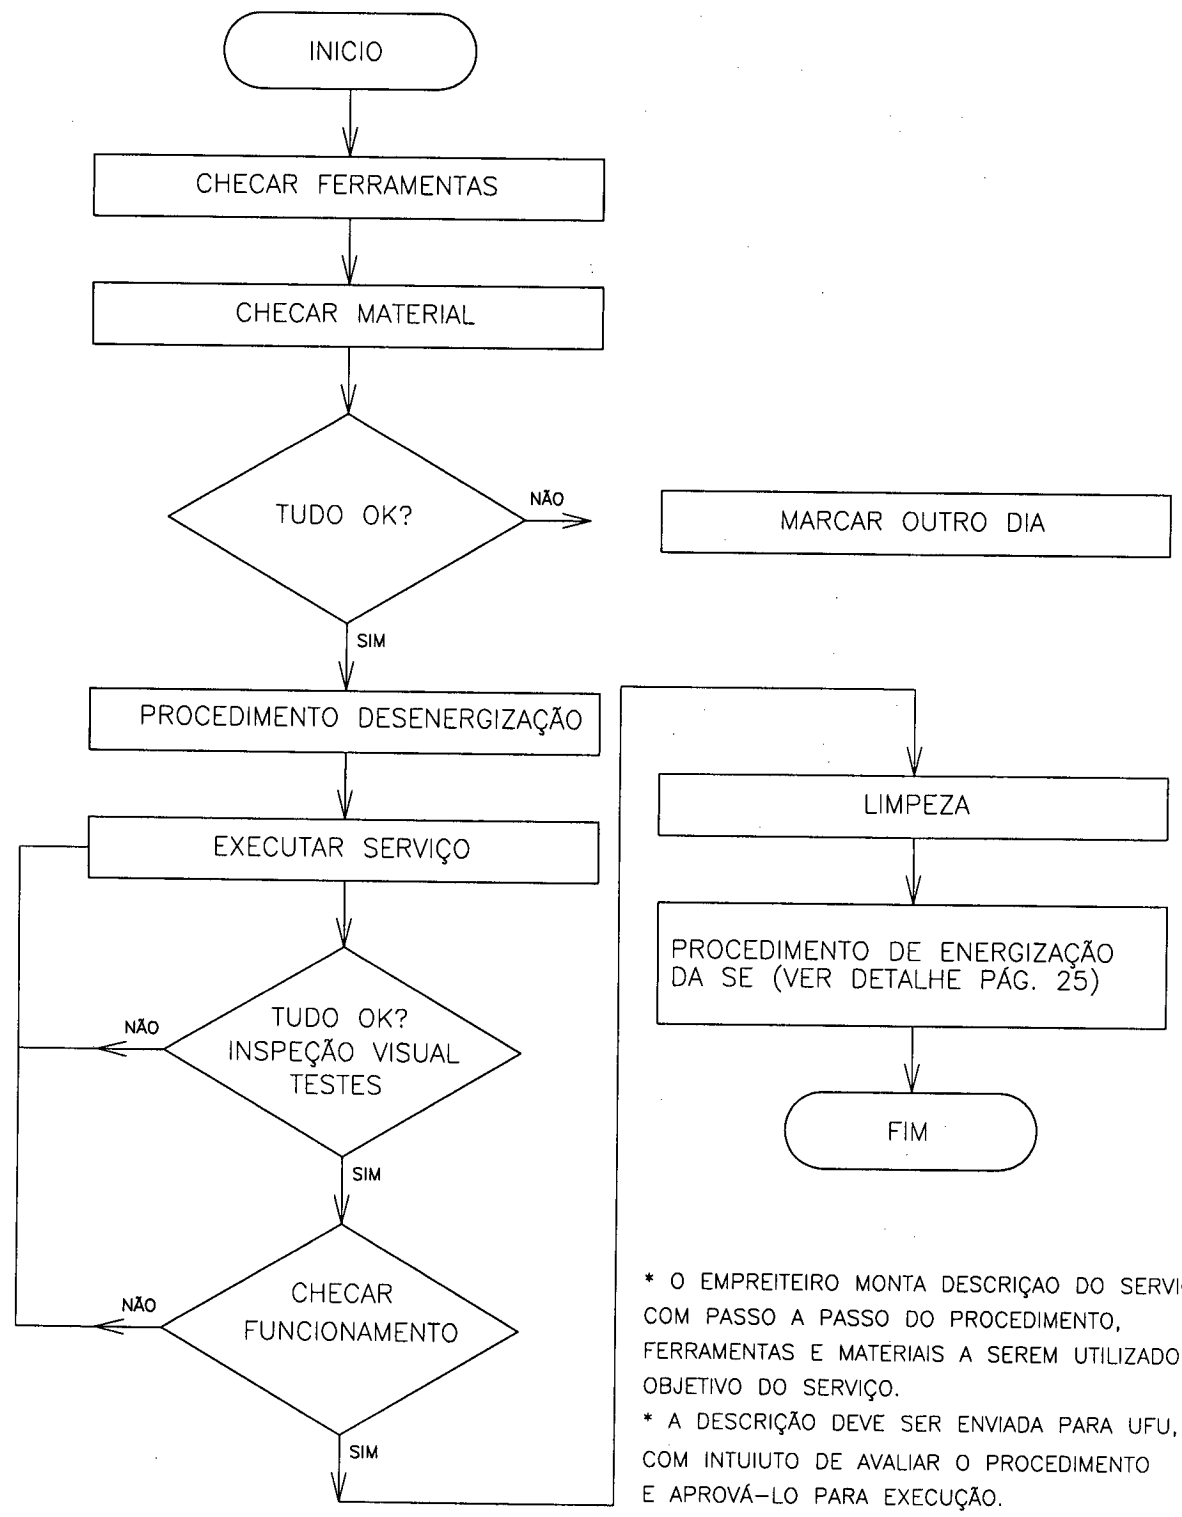 INICIO
CHECAR FERRAMENTAS
CHECAR MATERIAL
TUDO OK?
NÃO
MARCAR OUTRO DIA
SIM
PROCEDIMENTO DESENERGIZAÇÃO
EXECUTAR SERVIÇO
NÃO
TUDO OK?
INSPEÇÃO VISUAL
TESTES
SIM
NÃO
CHECAR
FUNCIONAMENTO
SIM
LIMPEZA
PROCEDIMENTO DE ENERGIZAÇÃO
DA SE (VER DETALHE PÁG. 25)
FIM
* O EMPREITEIRO MONTA DESCRIÇAO DO SERVI
COM PASSO A PASSO DO PROCEDIMENTO,
FERRAMENTAS E MATERIAIS A SEREM UTILIZADO
OBJETIVO DO SERVIÇO.
* A DESCRIÇÃO DEVE SER ENVIADA PARA UFU,
COM INTUIUTO DE AVALIAR O PROCEDIMENTO
E APROVÁ-LO PARA EXECUÇÃO.